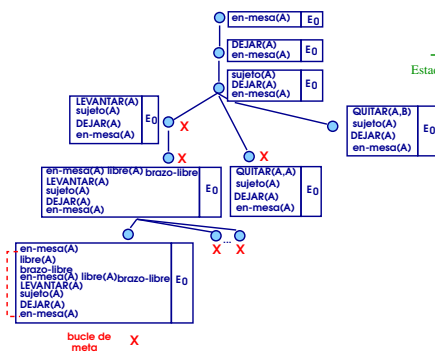 en-mesa(A) E0
DEJAR(A) E0
en-mesa(A)
Estad
sujeto(A)
DEJAR(A) E0
en-mesa(A)
LEVANTAR(A)
sujeto(A)
DEJAR(A) E0
en-mesa(A)
X
QUITAR(A,B)
sujeto(A) E0
DEJAR(A)
en-mesa(A)
X
X
en-mesa(A) libre(A) brazo-libre
LEVANTAR(A)
sujeto(A) E0
DEJAR(A)
en-mesa(A)
QUITAR(A,A)
sujeto(A) E0
DEJAR(A)
en-mesa(A)
...
X X
en-mesa(A)
libre(A)
brazo-libre
en-mesa(A) libre(A) brazo-libre E0
LEVANTAR(A)
sujeto(A)
DEJAR(A)
en-mesa(A)
bucle de X
meta